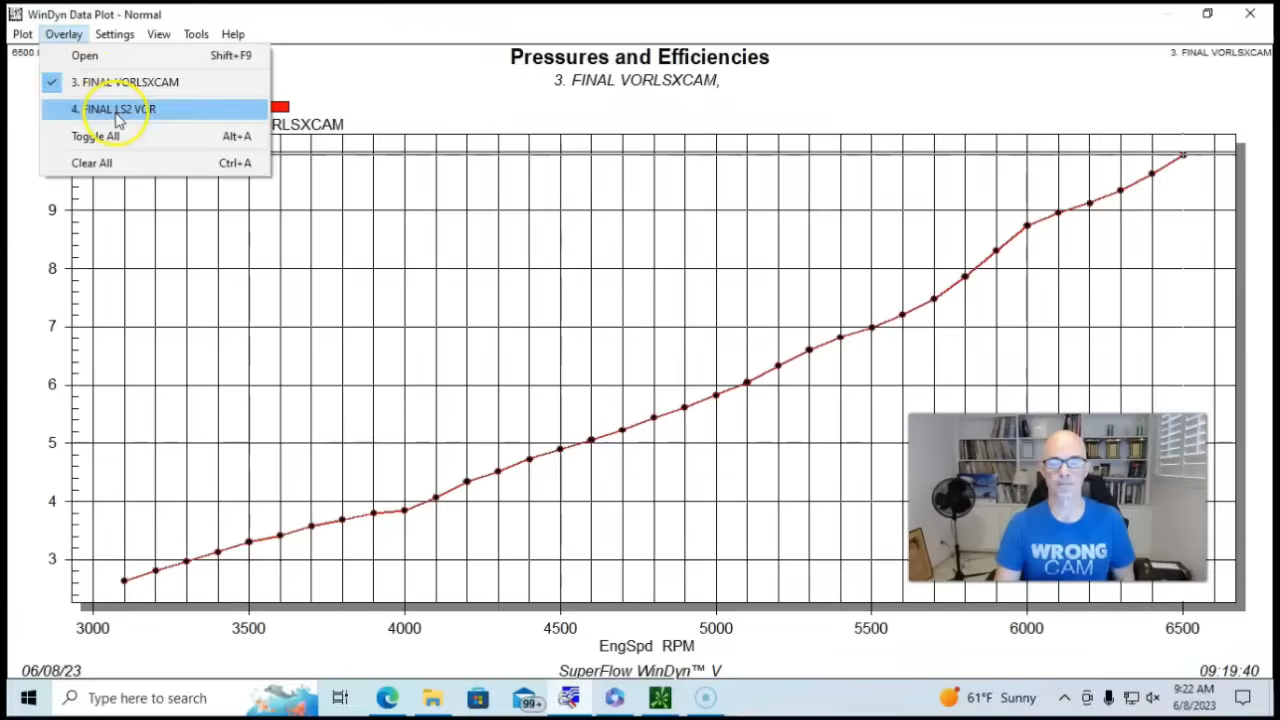 WinDyn Data Plot - Normal
Plot Overlay Settings View Tools Help
6500.
Open Shift+F9
3. FINAL VORLSXCAM
4. FINAL LS2 VOR
Toggle All Alt+A
Clear All Ctrl+A
Pressures and Efficiencies
3. FINAL VORLSXCAM,
3. FINAL VORLSXCAM
RLSXCAM
9
8
7
6
5
4
3
3000 3500 4000 4500 5000 5500 6000 6500
EngSpd RPM
WRONG
CAM
06/08/23 SuperFlow WinDyn™ V 09:19:40
Type here to search
99+
61°F Sunny
9:22 AM
6/8/2023